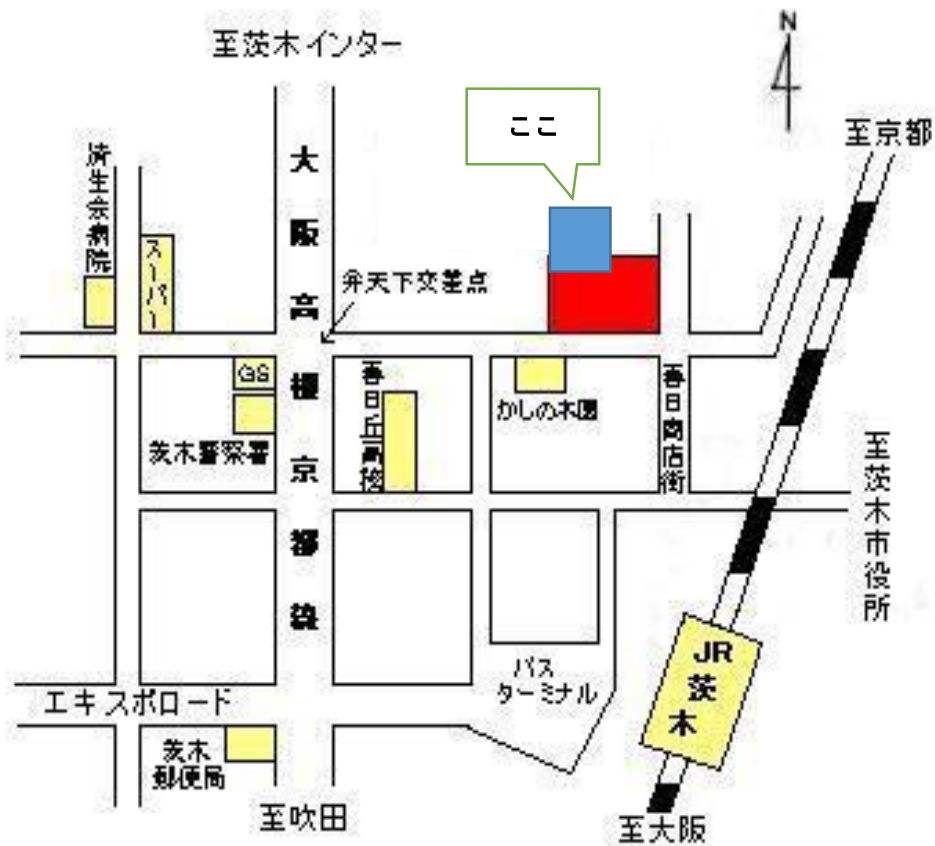 至茨木インター
N
ここ
至京都
済生会病院
大阪高槻京都線
スーパー
弁天下交差点
GS
茨木警察署
春日丘高校
かしの木園
春日商店街
至茨木市役所
JR
茨木
バス
ターミナル
エキスポロード
茨木
郵便局
至吹田
至大阪